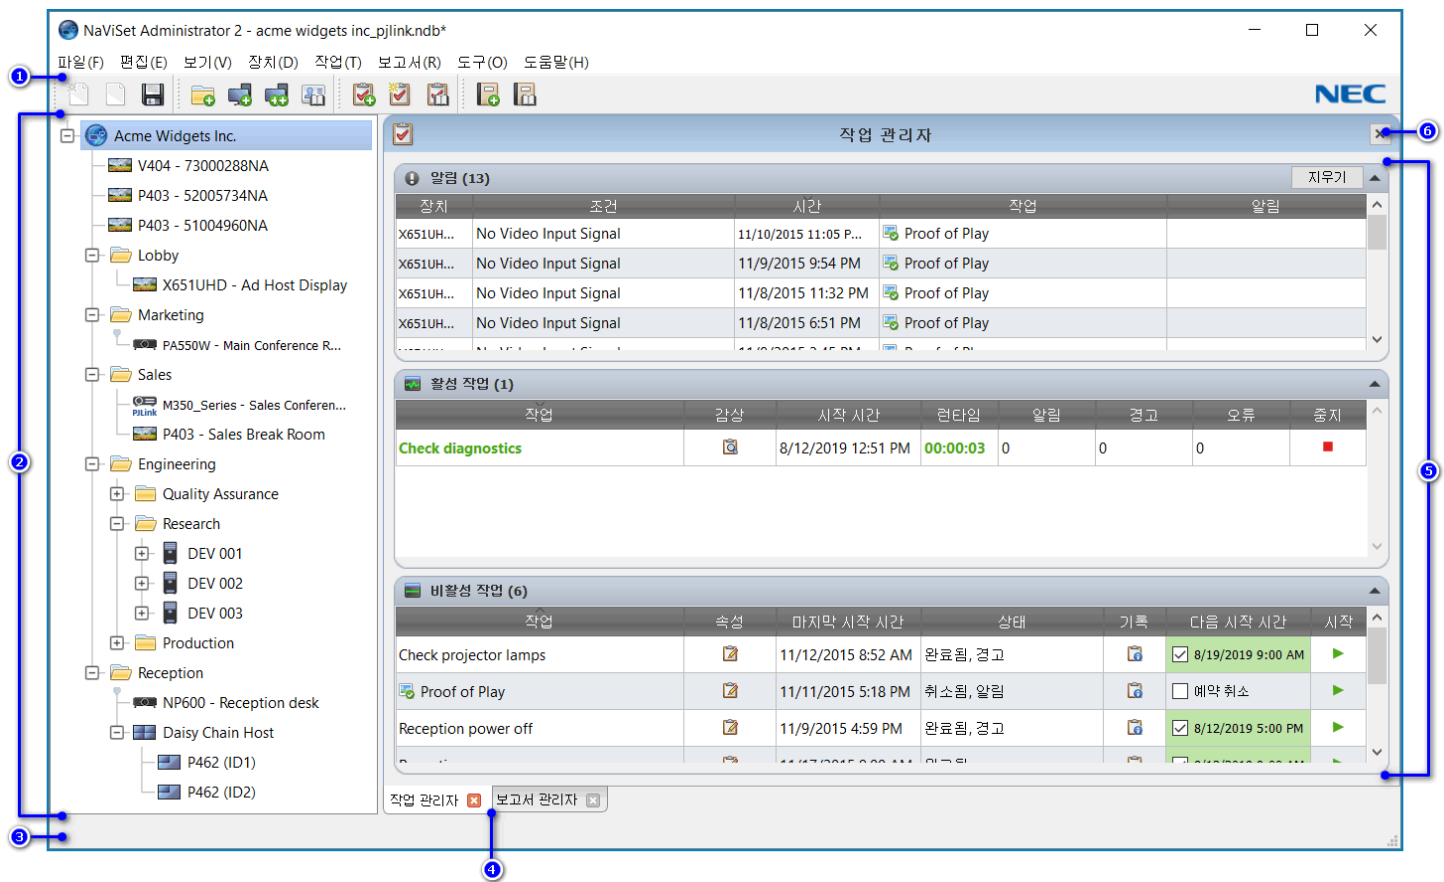 NaViSet Administrator 2 - acme widgets inc_pjlink.ndb*
파일(F) 편집(E) 보기(V) 장치(D) 작업(T) 보고서(R) 도구(O) 도움말(H)
1
NEC
Acme Widgets Inc.
V404 - 73000288NA
P403 - 52005734NA
P403 - 51004960NA
Lobby
X651UHD - Ad Host Display
Marketing
PA550W - Main Conference R...
Sales
PJLink M350_Series - Sales Conferen...
P403 - Sales Break Room
Engineering
Quality Assurance
Research
DEV 001
DEV 002
DEV 003
Production
Reception
NP600 - Reception desk
Daisy Chain Host
P462 (ID1)
P462 (ID2)
2
3
작업 관리자
6
알림 (13) 지우기
장치 조건 시간 작업 알림
X651UH... No Video Input Signal 11/10/2015 11:05 P... Proof of Play
X651UH... No Video Input Signal 11/9/2015 9:54 PM Proof of Play
X651UH... No Video Input Signal 11/8/2015 11:32 PM Proof of Play
X651UH... No Video Input Signal 11/8/2015 6:51 PM Proof of Play
활성 작업 (1)
작업 감상 시작 시간 런타임 알림 경고 오류 중지
Check diagnostics 8/12/2019 12:51 PM 00:00:03 0 0 0
5
비활성 작업 (6)
작업 속성 마지막 시작 시간 상태 기록 다음 시작 시간 시작
Check projector lamps 11/12/2015 8:52 AM 완료됨, 경고 8/19/2019 9:00 AM
Proof of Play 11/11/2015 5:18 PM 취소됨, 알림 예약 취소
Reception power off 11/9/2015 4:59 PM 완료됨, 경고 8/12/2019 5:00 PM
작업 관리자 보고서 관리자
4